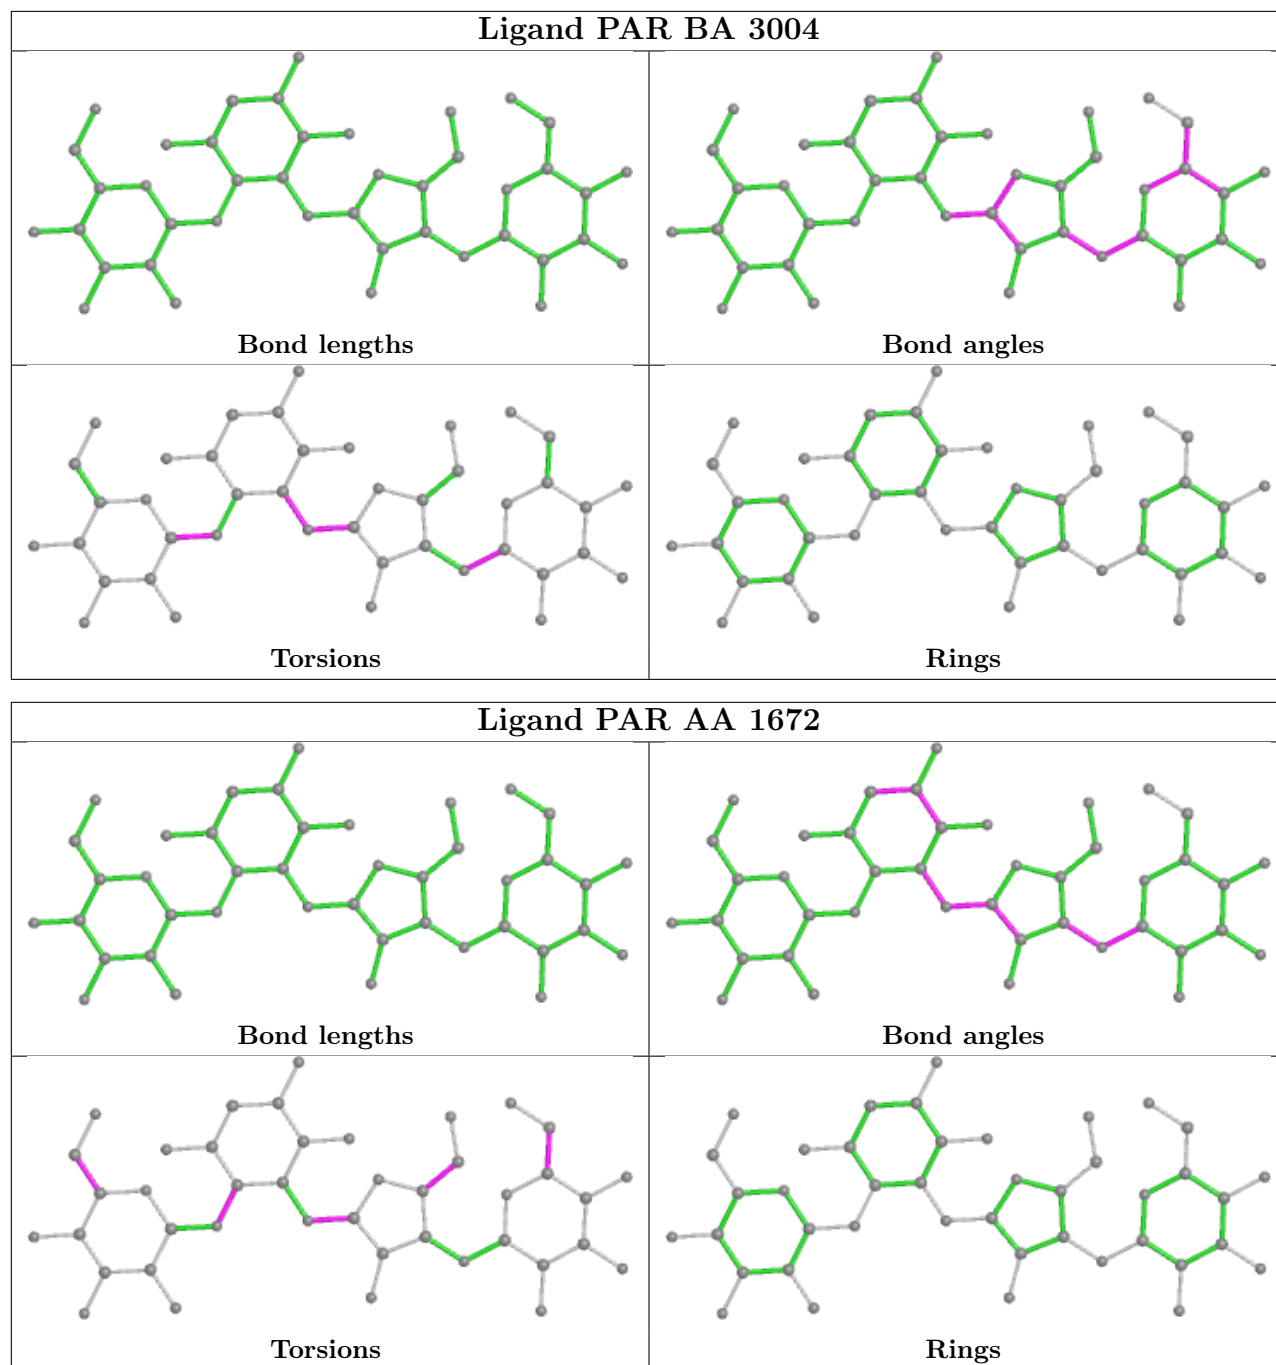 Ligand PAR BA 3004
Bond lengths
Bond angles
Torsions
Rings
Ligand PAR AA 1672
Bond lengths
Bond angles
Torsions
Rings